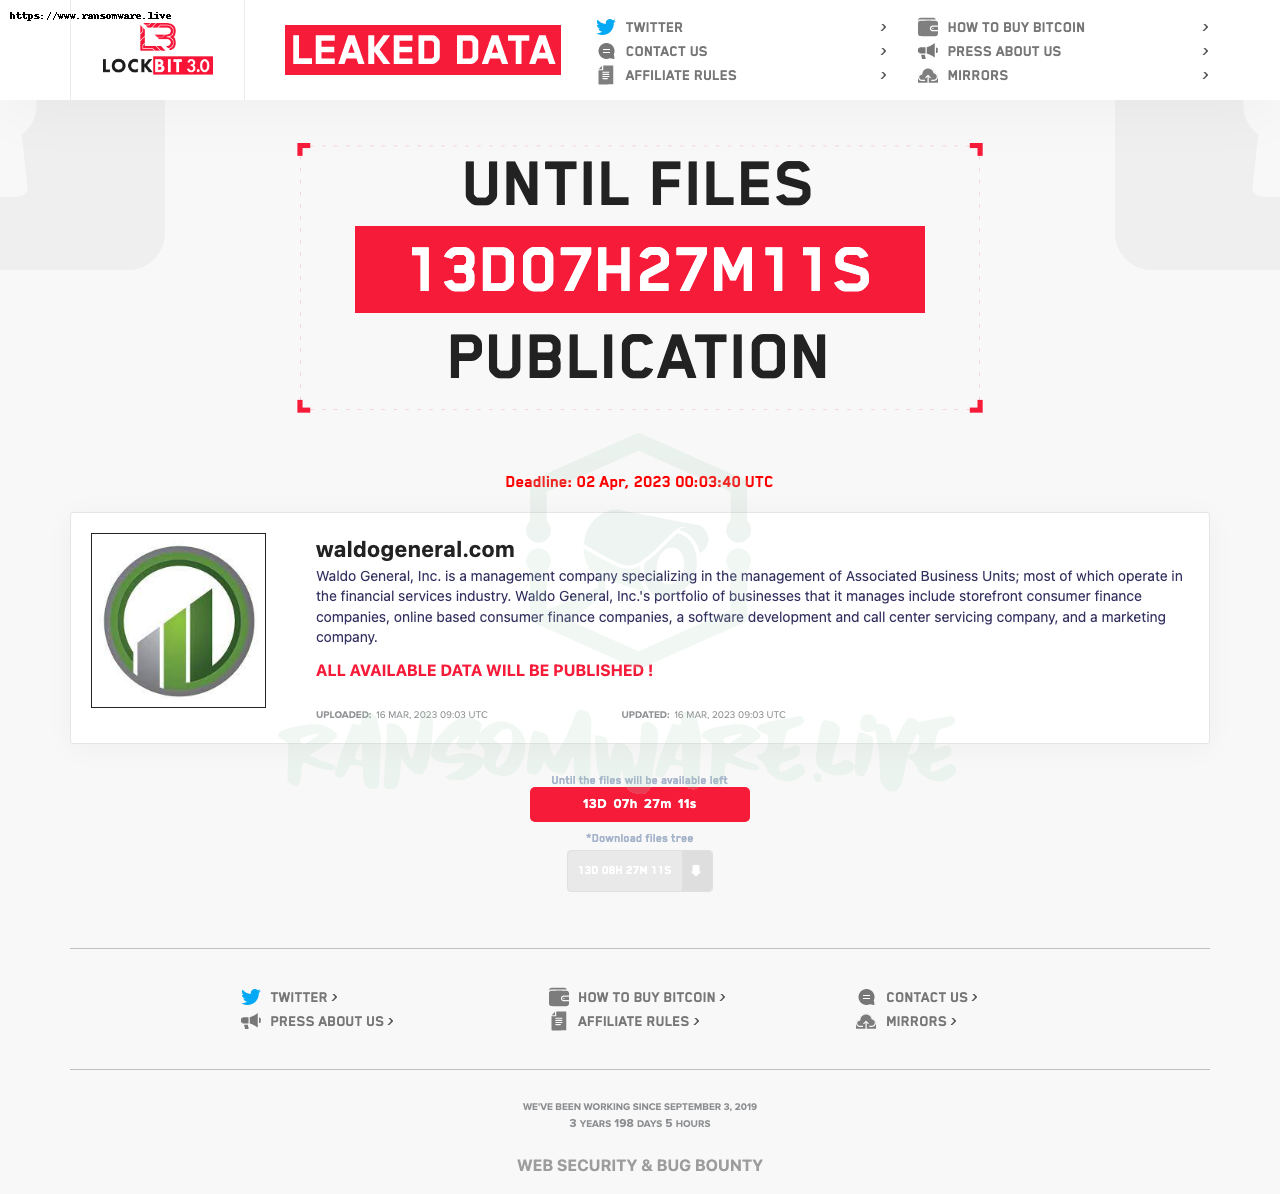 https://www.ransomware.live
LOCKBIT 3.0
LEAKED DATA
TWITTER
CONTACT US
AFFILIATE RULES
HOW TO BUY BITCOIN
PRESS ABOUT US
MIRRORS
UNTIL FILES
13D07H27M11S
PUBLICATION
Deadline: 02 Apr, 2023 00:03:40 UTC
waldogeneral.com
Waldo General, Inc. is a management company specializing in the management of Associated Business Units; most of which operate in
the financial services industry. Waldo General, Inc.'s portfolio of businesses that it manages include storefront consumer finance
companies, online based consumer finance companies, a software development and call center servicing company, and a marketing
company.
ALL AVAILABLE DATA WILL BE PUBLISHED !
UPLOADED: 16 MAR, 2023 09:03 UTC UPDATED: 16 MAR, 2023 09:03 UTC
RANSOMWARE.LIVE
Until the files will be available left
13D 07h 27m 11s
*Download files tree
13D 08H 27M 11S
TWITTER
HOW TO BUY BITCOIN
CONTACT US
PRESS ABOUT US
AFFILIATE RULES
MIRRORS
WE'VE BEEN WORKING SINCE SEPTEMBER 3, 2019
3 YEARS 198 DAYS 5 HOURS
WEB SECURITY & BUG BOUNTY